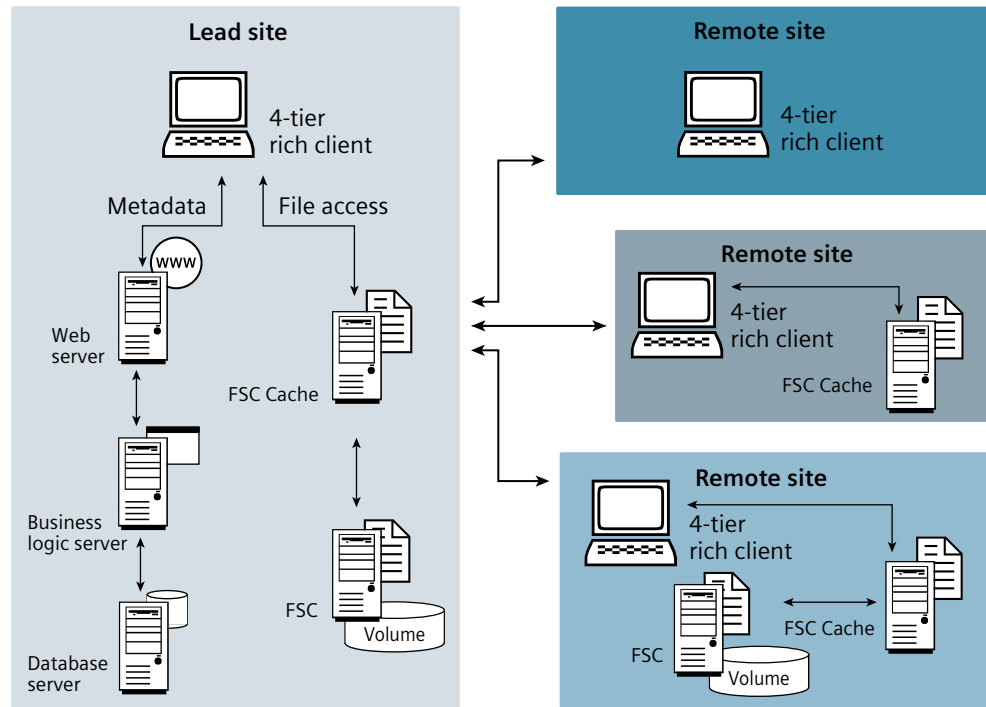 Lead site
4-tier
rich client
Metadata
File access
www
Web
server
FSC Cache
Business
logic server
FSC
Volume
Database
server
Remote site
4-tier
rich client
Remote site
4-tier
rich client
FSC Cache
Remote site
4-tier
rich client
FSC Cache
FSC
Volume